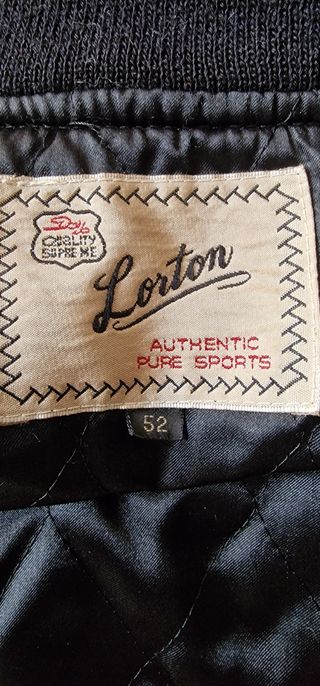 QUALITY
SUPREME
Lorton
AUTHENTIC
PURE SPORTS
52